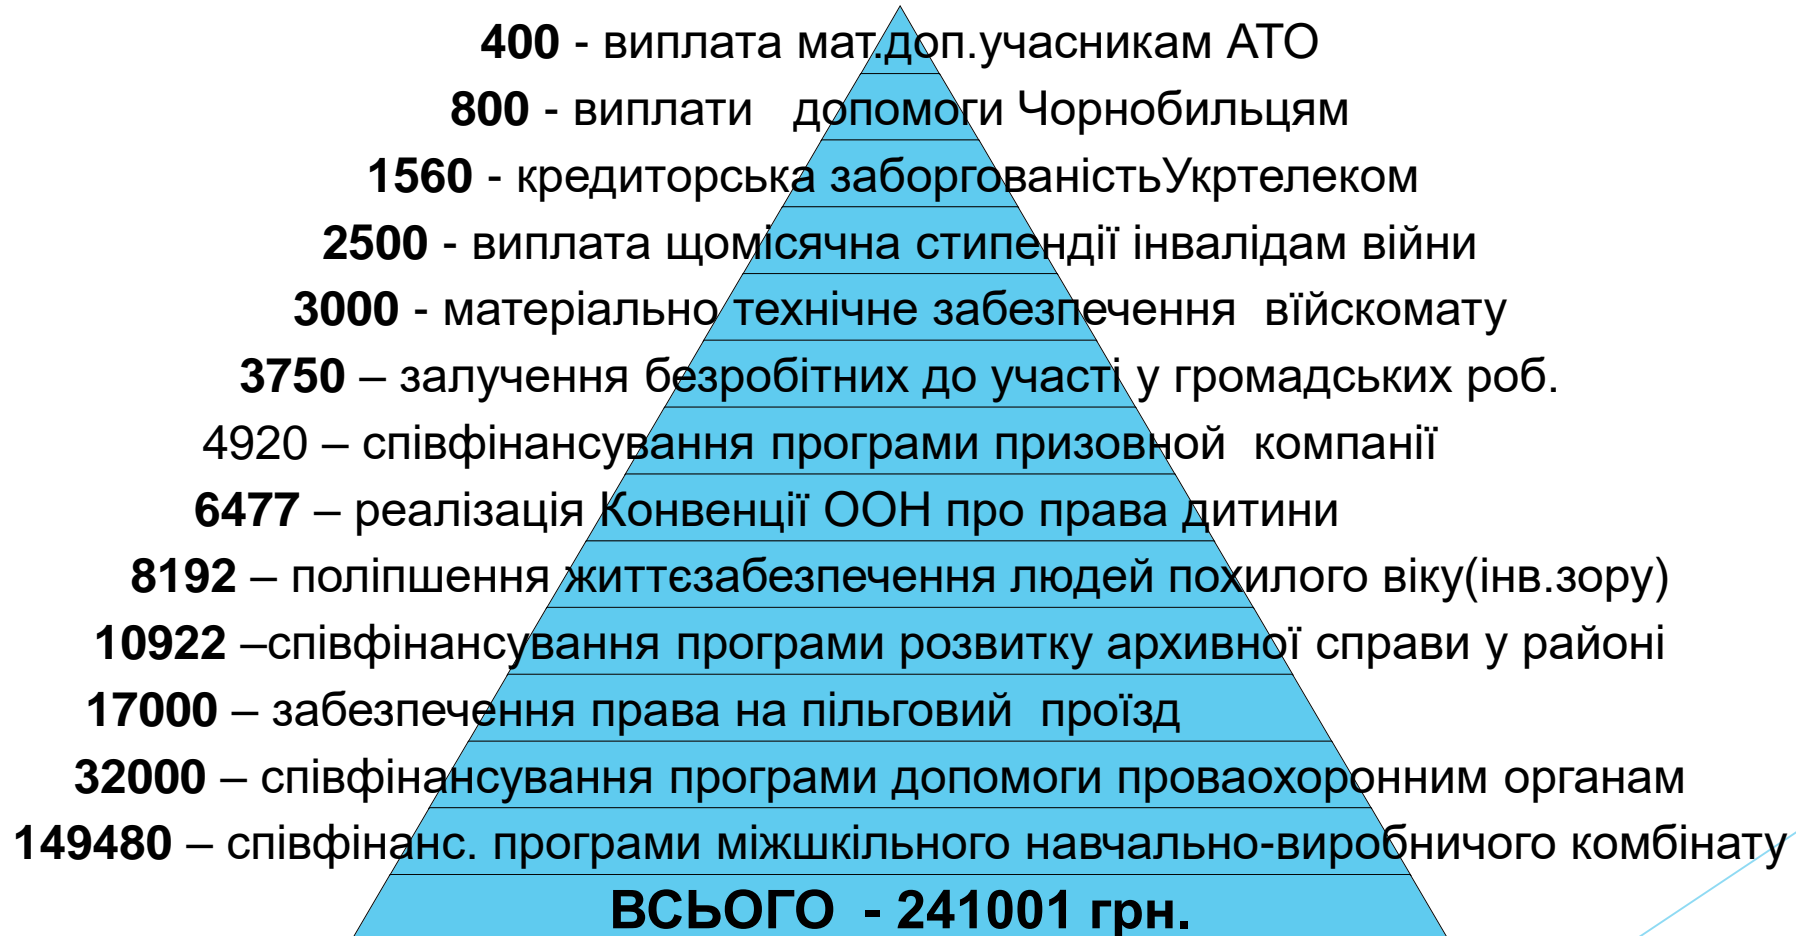 400 - виплата мат.доп.учасникам АТО
800 - виплати допомоги Чорнобильцям
1560 - кредиторська заборгованістьУкртелеком
2500 - виплата щомісячна стипендії інвалідам війни
3000 - матеріально технічне забезпечення вїйскомату
3750 – залучення безробітних до участі у громадських роб.
4920 – співфінансування програми призовной компанії
6477 – реалізація Конвенції ООН про права дитини
8192 – поліпшення життєзабезпечення людей похилого віку(інв.зору)
10922 –співфінансування програми розвитку архивної справи у районі
17000 – забезпечення права на пільговий проїзд
32000 – співфінансування програми допомоги проваохоронним органам
149480 – співфінанс. програми міжшкільного навчально-виробничого комбінату
ВСЬОГО - 241001 грн.